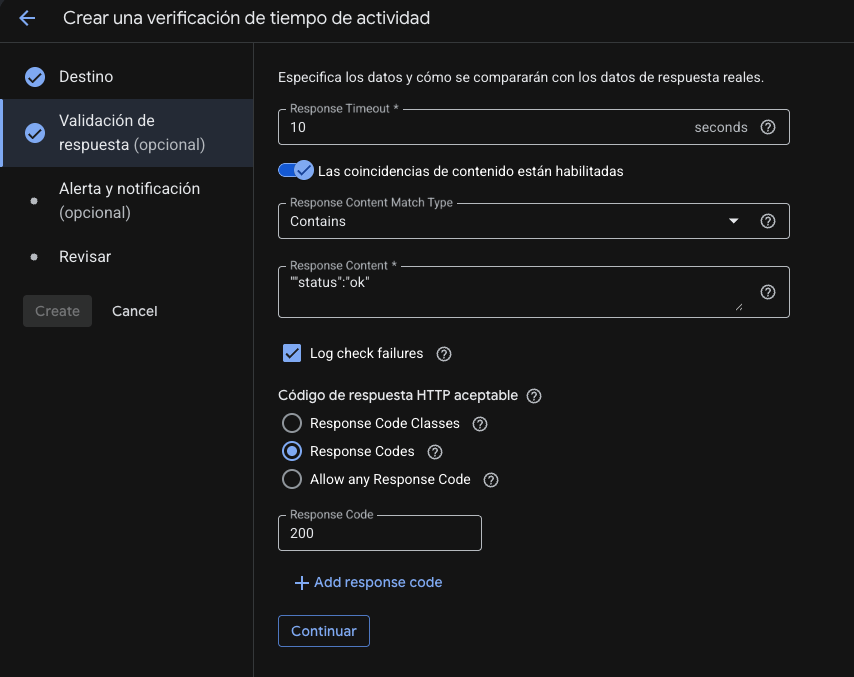 Crear una verificación de tiempo de actividad
Destino
Validación de
respuesta (opcional)
Alerta y notificación
(opcional)
Revisar
Create Cancel
Especifica los datos y cómo se compararán con los datos de respuesta reales.
Response Timeout *
10 seconds
Las coincidencias de contenido están habilitadas
Response Content Match Type
Contains
Response Content *
""status":"ok"
Log check failures
Código de respuesta HTTP aceptable
Response Code Classes
Response Codes
Allow any Response Code
Response Code
200
+ Add response code
Continuar